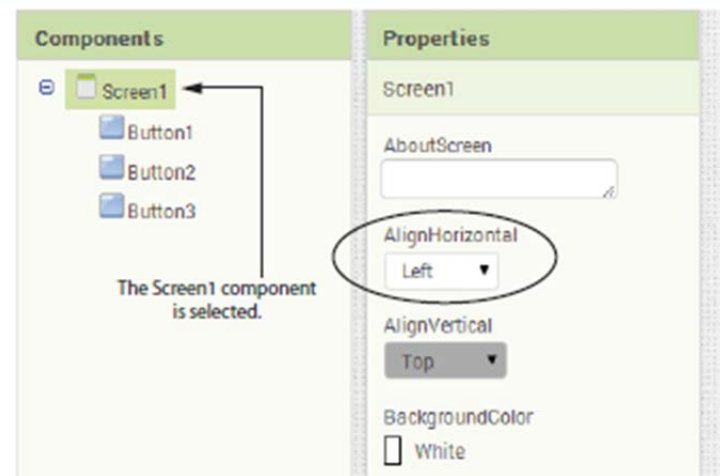 Components
Screen1
Button1
Button2
Button3
The Screen1 component
is selected.
Properties
Screen1
AboutScreen
AlignHorizontal
Left
AlignVertical
Top
BackgroundColor
White